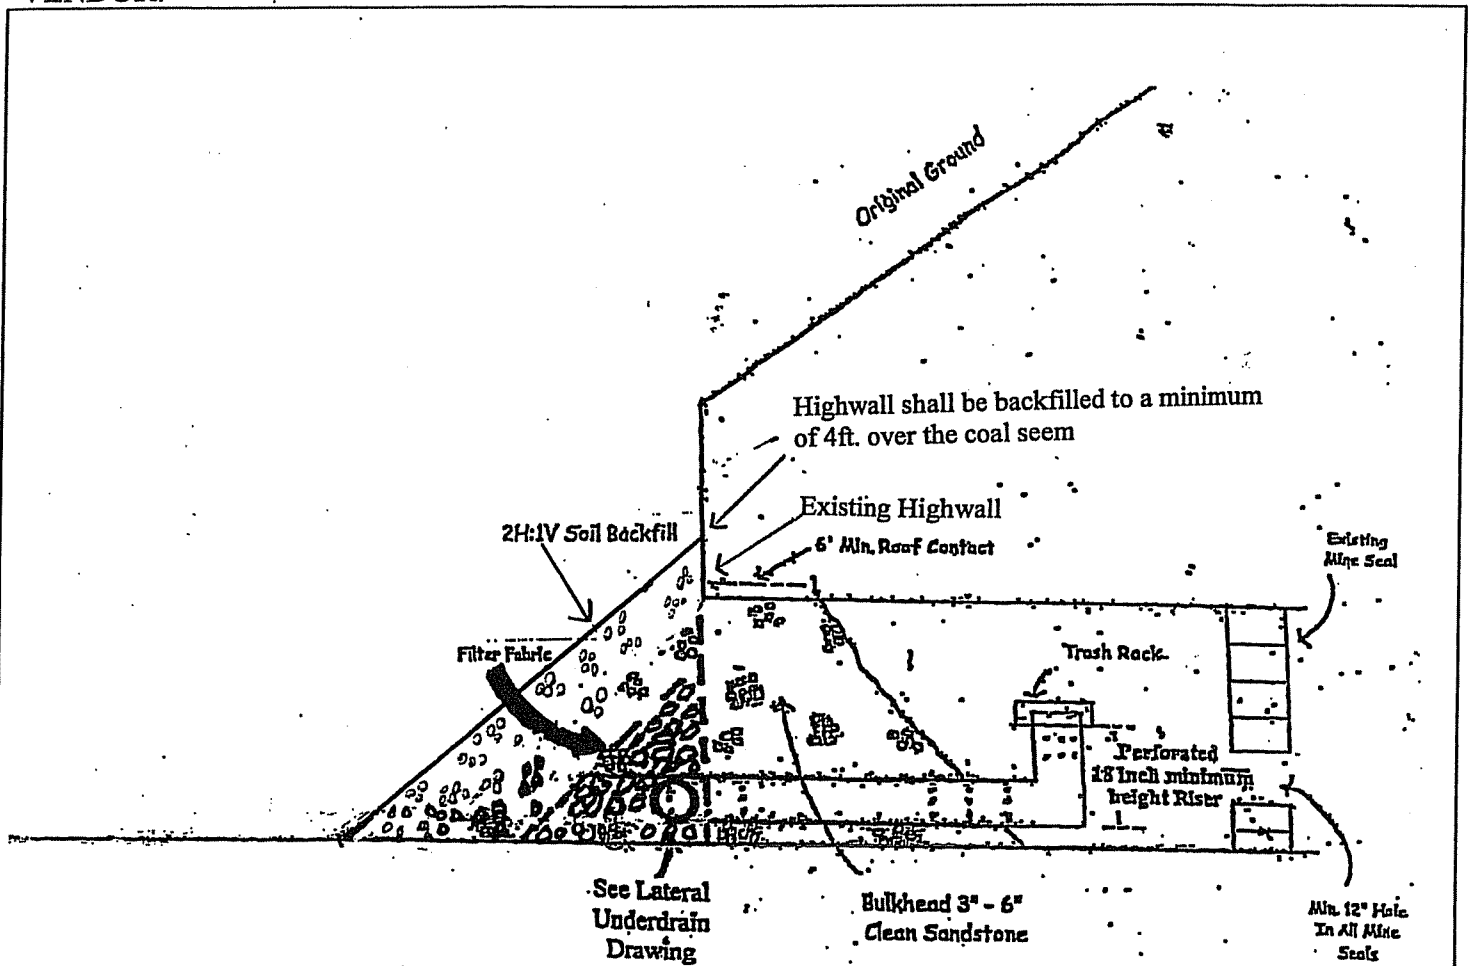 Original Ground
Highwall shall be backfilled to a minimum
of 4ft. over the coal seem
Existing Highwall
2H:1V Soil Backfill
6' Min. Roof Contact
Existing
Mine Seal
Filter Fabric
Trash Rack
Perforated
18 inch minimum
height Riser
See Lateral
Underdrain
Drawing
Bulkhead 3" - 6"
Clean Sandstone
Min. 12" Hole
In All Mine
Seals